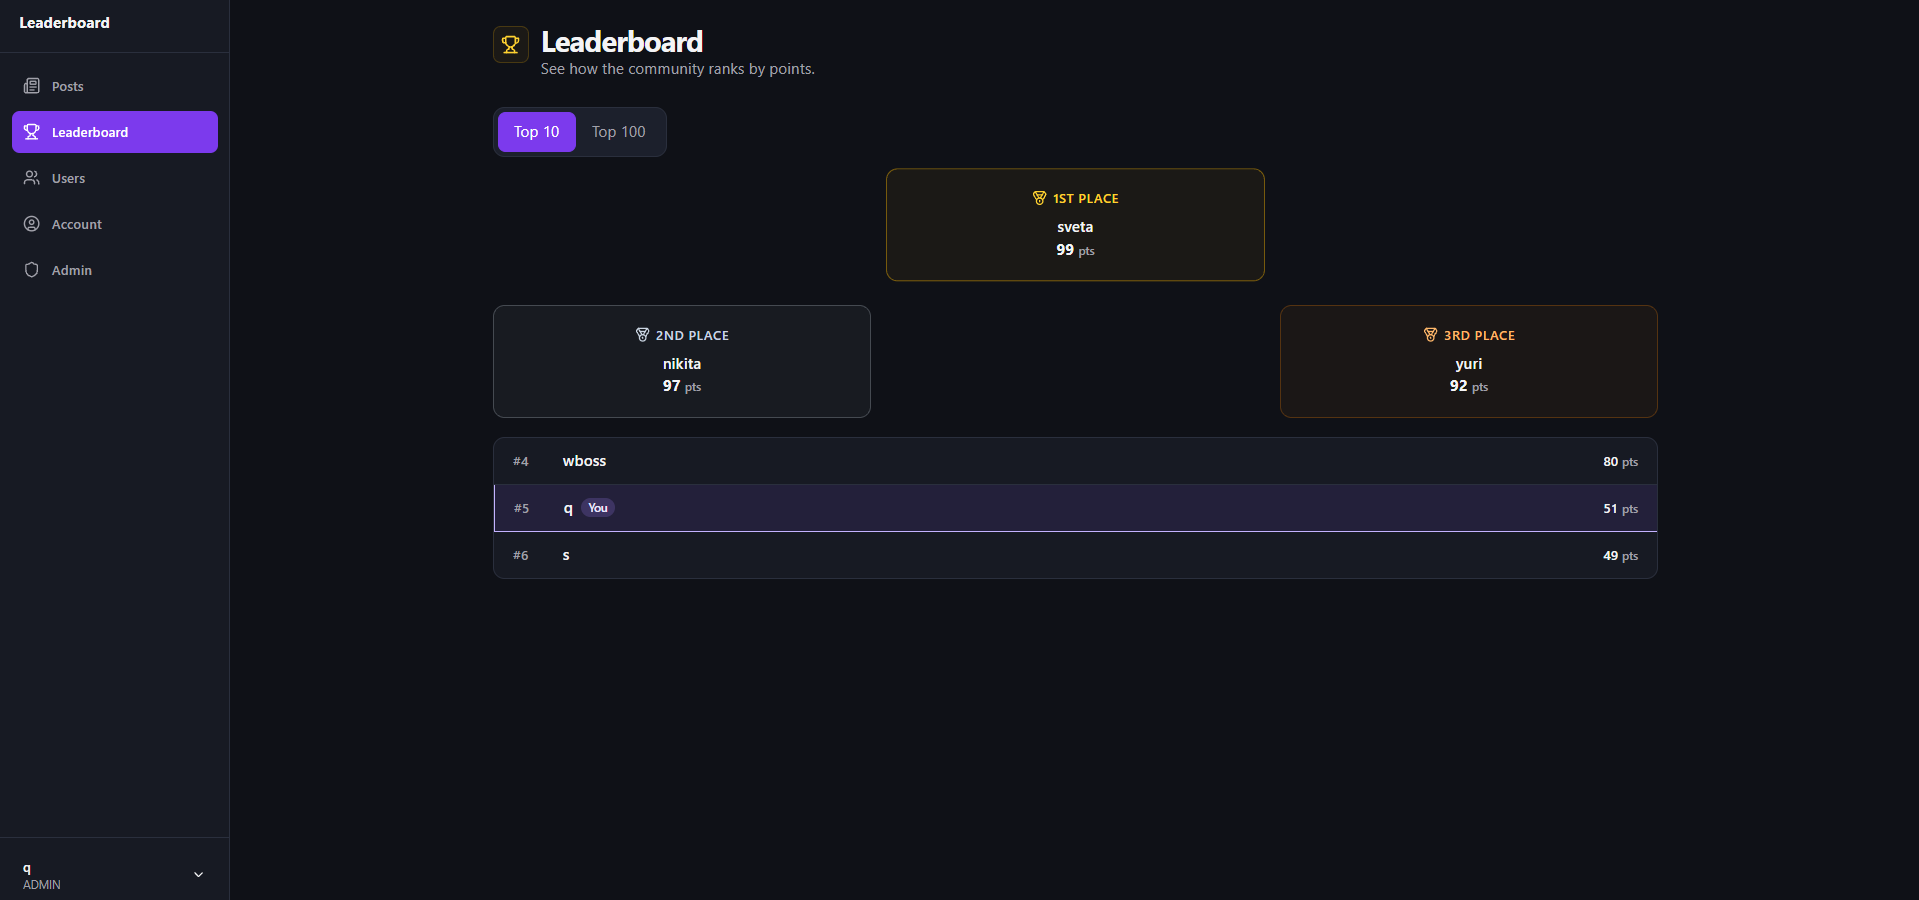 Leaderboard
Posts
Leaderboard
Users
Account
Admin
q
ADMIN
Leaderboard
See how the community ranks by points.
Top 10 Top 100
1ST PLACE
sveta
99 pts
2ND PLACE
nikita
97 pts
3RD PLACE
yuri
92 pts
#4 wboss 80 pts
#5 q You 51 pts
#6 s 49 pts